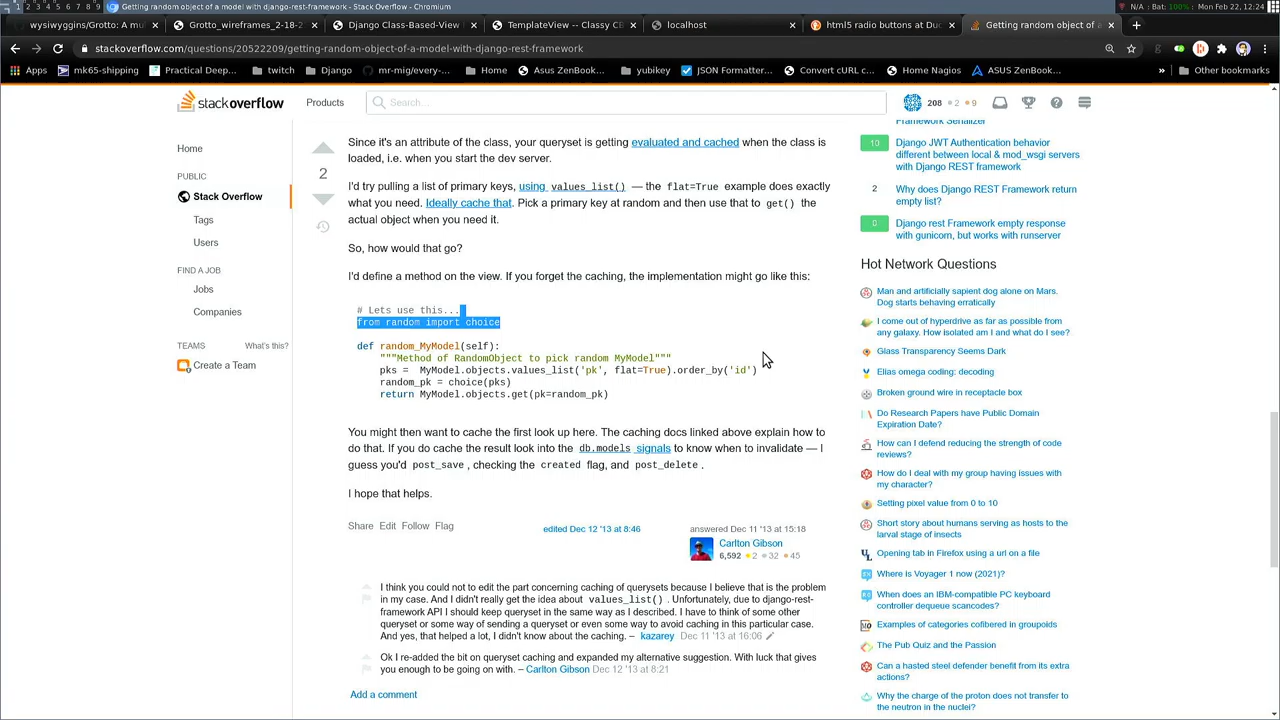 Getting random object of a model with django-rest-framework - Stack Overflow - Chromium
N↓A↑ | Bat: 100% | Mon Feb 22, 12:24
wysiwyggins/Grotto: A mu
Grotto_wireframes_2-18-2
Django Class-Based View
TemplateView – Classy CB
localhost
html5 radio buttons at Duc
Getting random object of a
stackoverflow.com/questions/20522209/getting-random-object-of-a-model-with-django-rest-framework
Apps
mk65-shipping
Practical Deep...
twitch
Django
mr-mig/every-...
Home
Asus ZenBook...
yubikey
JSON Formatter...
Convert cURL c...
Home Nagios
ASUS ZenBook...
»
Other bookmarks
stackoverflow
Products
Search...
208 2 9
Home
PUBLIC
Stack Overflow
Tags
Users
FIND A JOB
Jobs
Companies
TEAMS What's this?
Create a Team
2
Since it's an attribute of the class, your queryset is getting evaluated and cached when the class is
loaded, i.e. when you start the dev server.
I'd try pulling a list of primary keys, using values_list() — the flat=True example does exactly
what you need. Ideally cache that. Pick a primary key at random and then use that to get() the
actual object when you need it.
So, how would that go?
I'd define a method on the view. If you forget the caching, the implementation might go like this:
# Lets use this...
from random import choice
def random_MyModel(self):
"""Method of RandomObject to pick random MyModel"""
pks = MyModel.objects.values_list('pk', flat=True).order_by('id')
random_pk = choice(pks)
return MyModel.objects.get(pk=random_pk)
You might then want to cache the first look up here. The caching docs linked above explain how to
do that. If you do cache the result look into the db.models signals to know when to invalidate — I
guess you'd post_save, checking the created flag, and post_delete.
I hope that helps.
Share Edit Follow Flag
edited Dec 12 '13 at 8:46
answered Dec 11 '13 at 15:18
Carlton Gibson
6,592 2 32 45
I think you could not to edit the part concerning caching of querysets because I believe that is the problem
in my case. And I didn't really get the idea about values_list(). Unfortunately, due to django-rest-
framework API I should keep queryset in the same way as I described. I have to think of some other
queryset or some way of sending a queryset or even some way to avoid caching in this particular case.
And yes, that helped a lot, I didn't know about the caching. – kazarey Dec 11 '13 at 16:06
Ok I re-added the bit on queryset caching and expanded my alternative suggestion. With luck that gives
you enough to be going on with. – Carlton Gibson Dec 12 '13 at 8:21
Add a comment
Framework Serializer
10 Django JWT Authentication behavior
different between local & mod_wsgi servers
with Django REST framework
2 Why does Django REST Framework return
empty list?
0 Django rest Framework empty response
with gunicorn, but works with runserver
Hot Network Questions
Man and artificially sapient dog alone on Mars.
Dog starts behaving erratically
I come out of hyperdrive as far as possible from
any galaxy. How isolated am I and what do I see?
Glass Transparency Seems Dark
Elias omega coding: decoding
Broken ground wire in receptacle box
Do Research Papers have Public Domain
Expiration Date?
How can I defend reducing the strength of code
reviews?
How do I deal with my group having issues with
my character?
Setting pixel value from 0 to 10
Short story about humans serving as hosts to the
larval stage of insects
Opening tab in Firefox using a url on a file
Where is Voyager 1 now (2021)?
When does an IBM-compatible PC keyboard
controller dequeue scancodes?
Examples of categories cofibered in groupoids
The Pub Quiz and the Passion
Can a hasted steel defender benefit from its extra
actions?
Why the charge of the proton does not transfer to
the neutron in the nuclei?